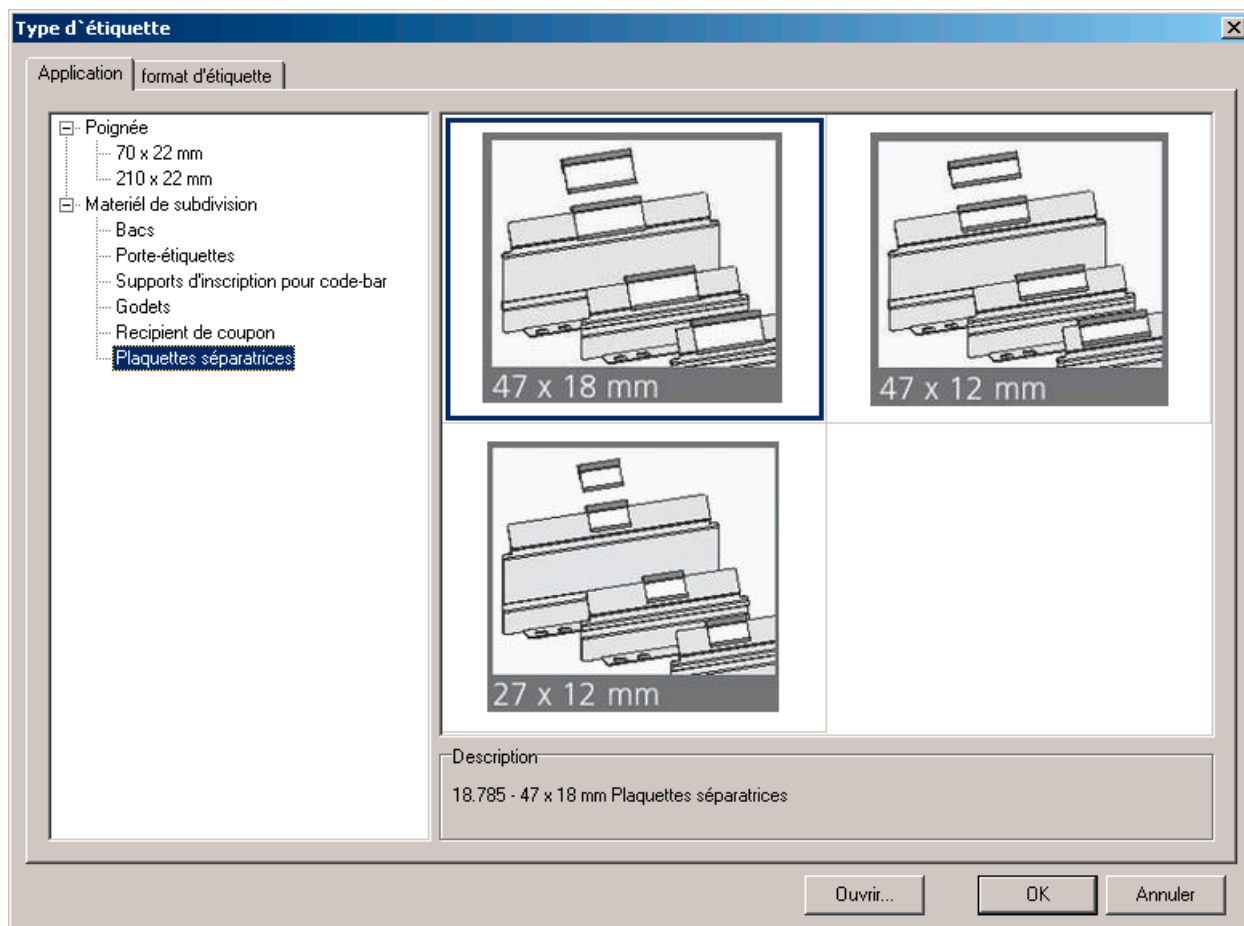 Type d`étiquette
Application
format d'étiquette
Poignée
70 x 22 mm
210 x 22 mm
Materiél de subdivision
Bacs
Porte-étiquettes
Supports d'inscription pour code-bar
Godets
Recipient de coupon
Plaquettes séparatrices
47 x 18 mm
47 x 12 mm
27 x 12 mm
Description
18.785 - 47 x 18 mm Plaquettes séparatrices
Ouvrir...
OK
Annuler